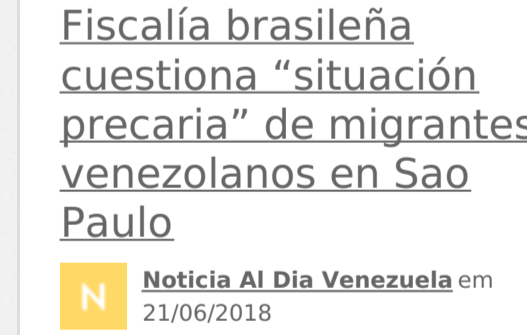 Fiscalía brasileña
cuestiona “situación
precaria” de migrantes
venezolanos en Sao
Paulo
N
Noticia Al Dia Venezuela em
21/06/2018